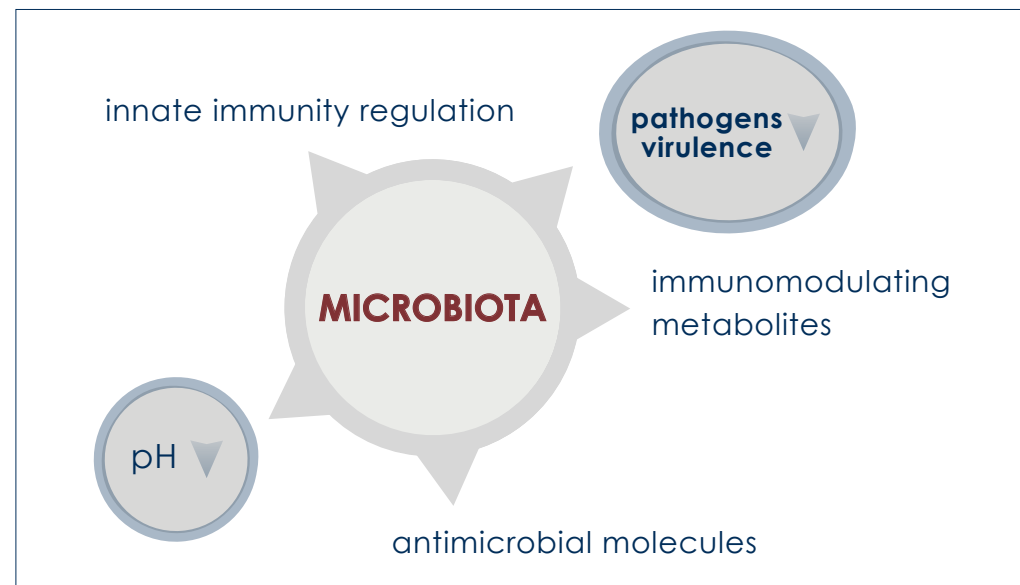 innate immunity regulation
pathogens
virulence
immunomodulating
metabolites
MICROBIOTA
pH
antimicrobial molecules